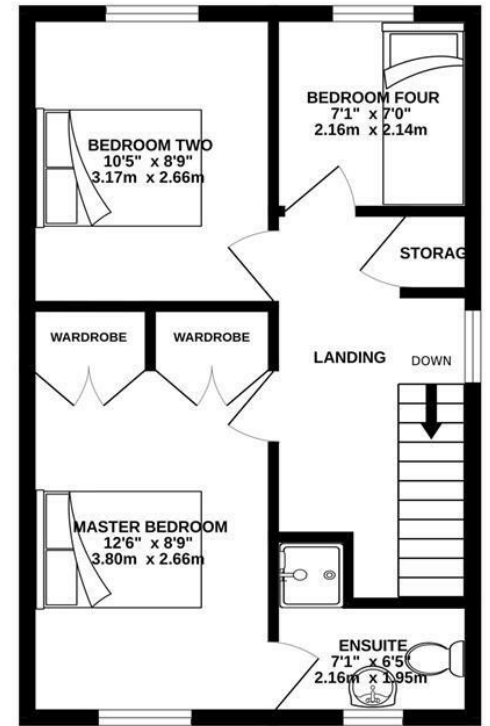 BEDROOM FOUR
7'1" x 7'0"
2.16m x 2.14m
BEDROOM TWO
10'5" x 8'9"
3.17m x 2.66m
STORAG
WARDROBE
WARDROBE
LANDING
DOWN
MASTER BEDROOM
12'6" x 8'9"
3.80m x 2.66m
ENSUITE
7'1" x 6'5"
2.16m x 1.95m